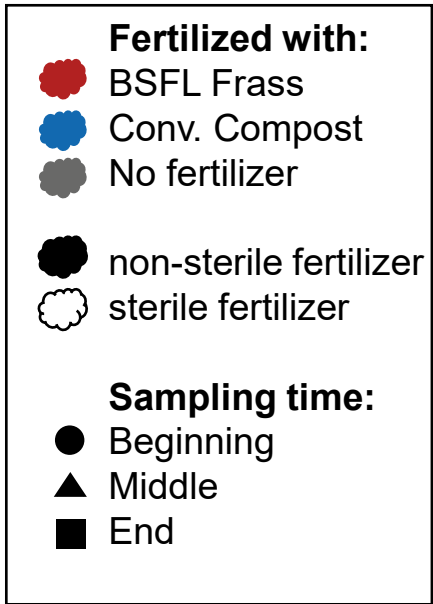 Fertilized with:
BSFL Frass
Conv. Compost
No fertilizer
non-sterile fertilizer
sterile fertilizer
Sampling time:
Beginning
Middle
End